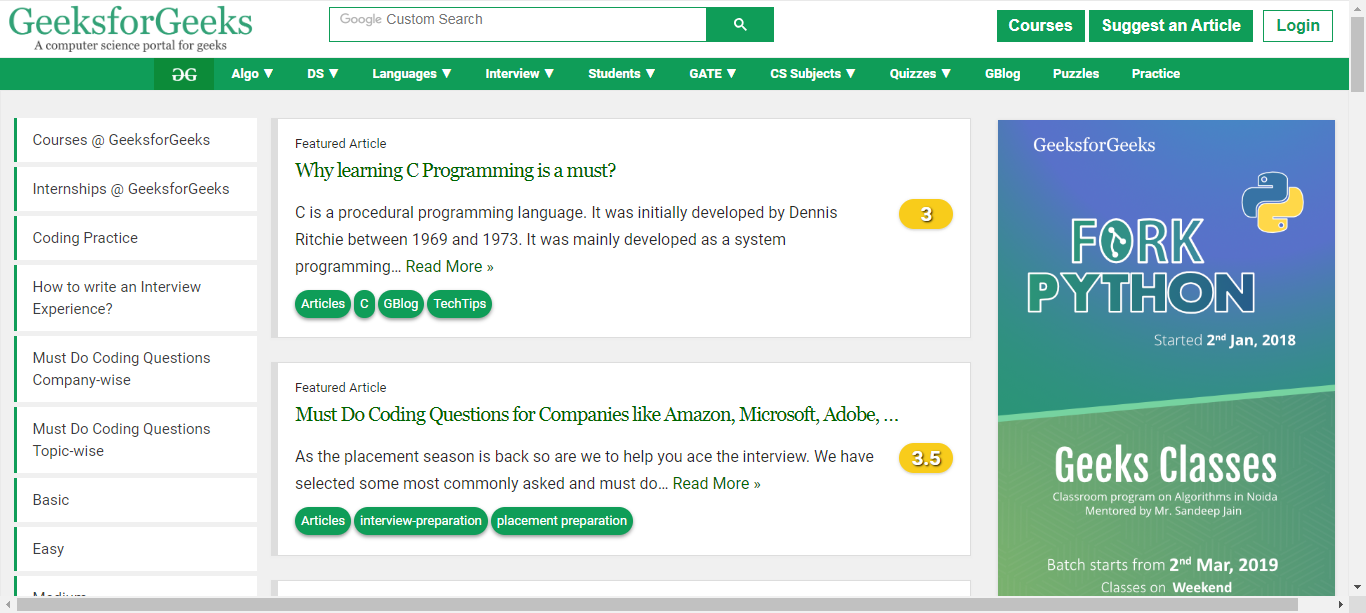 GeeksforGeeks
A computer science portal for geeks
Google Custom Search
Courses
Suggest an Article
Login
Algo ▼
DS ▼
Languages ▼
Interview ▼
Students ▼
GATE ▼
CS Subjects ▼
Quizzes ▼
GBlog
Puzzles
Practice
Courses @ GeeksforGeeks
Internships @ GeeksforGeeks
Coding Practice
How to write an Interview
Experience?
Must Do Coding Questions
Company-wise
Must Do Coding Questions
Topic-wise
Basic
Easy
Medium
Featured Article
Why learning C Programming is a must?
C is a procedural programming language. It was initially developed by Dennis
Ritchie between 1969 and 1973. It was mainly developed as a system
programming… Read More »
3
Articles
C
GBlog
TechTips
Featured Article
Must Do Coding Questions for Companies like Amazon, Microsoft, Adobe, …
As the placement season is back so are we to help you ace the interview. We have
selected some most commonly asked and must do… Read More »
3.5
Articles
interview-preparation
placement preparation
GeeksforGeeks
FORK
PYTHON
Started 2nd Jan, 2018
Geeks Classes
Classroom program on Algorithms in Noida
Mentored by Mr. Sandeep Jain
Batch starts from 2nd Mar, 2019
Classes on Weekend